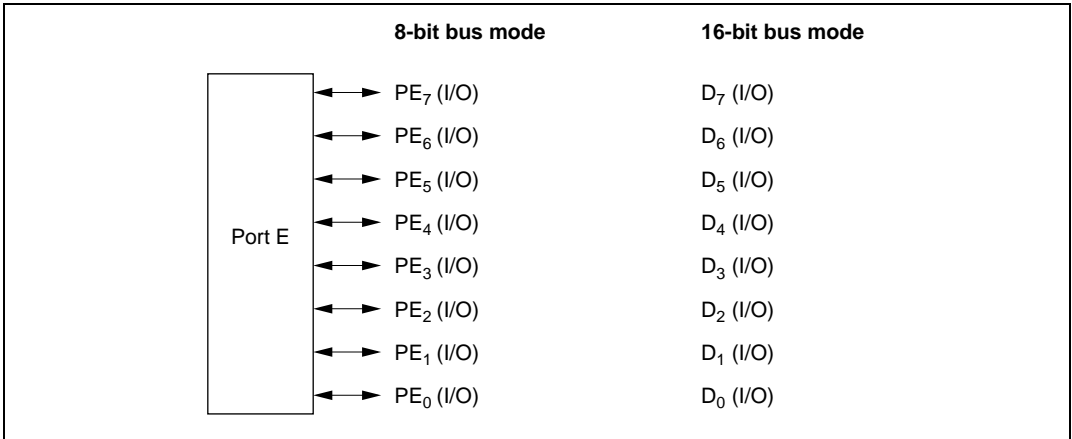 8-bit bus mode 16-bit bus mode
PE7 (I/O) D7 (I/O)
PE6 (I/O) D6 (I/O)
PE5 (I/O) D5 (I/O)
PE4 (I/O) D4 (I/O)
Port E
PE3 (I/O) D3 (I/O)
PE2 (I/O) D2 (I/O)
PE1 (I/O) D1 (I/O)
PE0 (I/O) D0 (I/O)